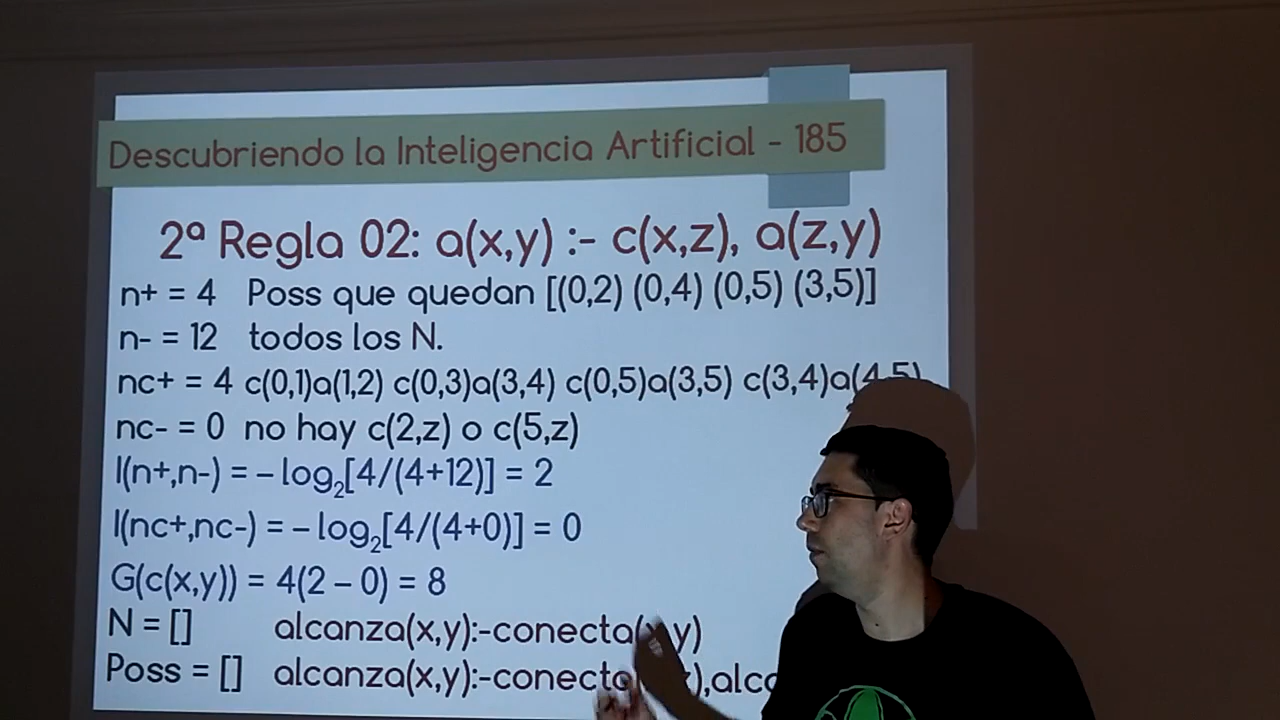 Descubriendo la Inteligencia Artificial - 185
2ª Regla 02: a(x,y) :- c(x,z), a(z,y)
n+ = 4 Poss que quedan [(0,2) (0,4) (0,5) (3,5)]
n- = 12 todos los N.
nc+ = 4 c(0,1)a(1,2) c(0,3)a(3,4) c(0,5)a(3,5) c(3,4)a(4,5)
nc- = 0 no hay c(2,z) o c(5,z)
I(n+,n-) = – log₂[4/(4+12)] = 2
I(nc+,nc-) = – log₂[4/(4+0)] = 0
G(c(x,y)) = 4(2 – 0) = 8
N = [] alcanza(x,y):-conecta(x,y)
Poss = [] alcanza(x,y):-conecta